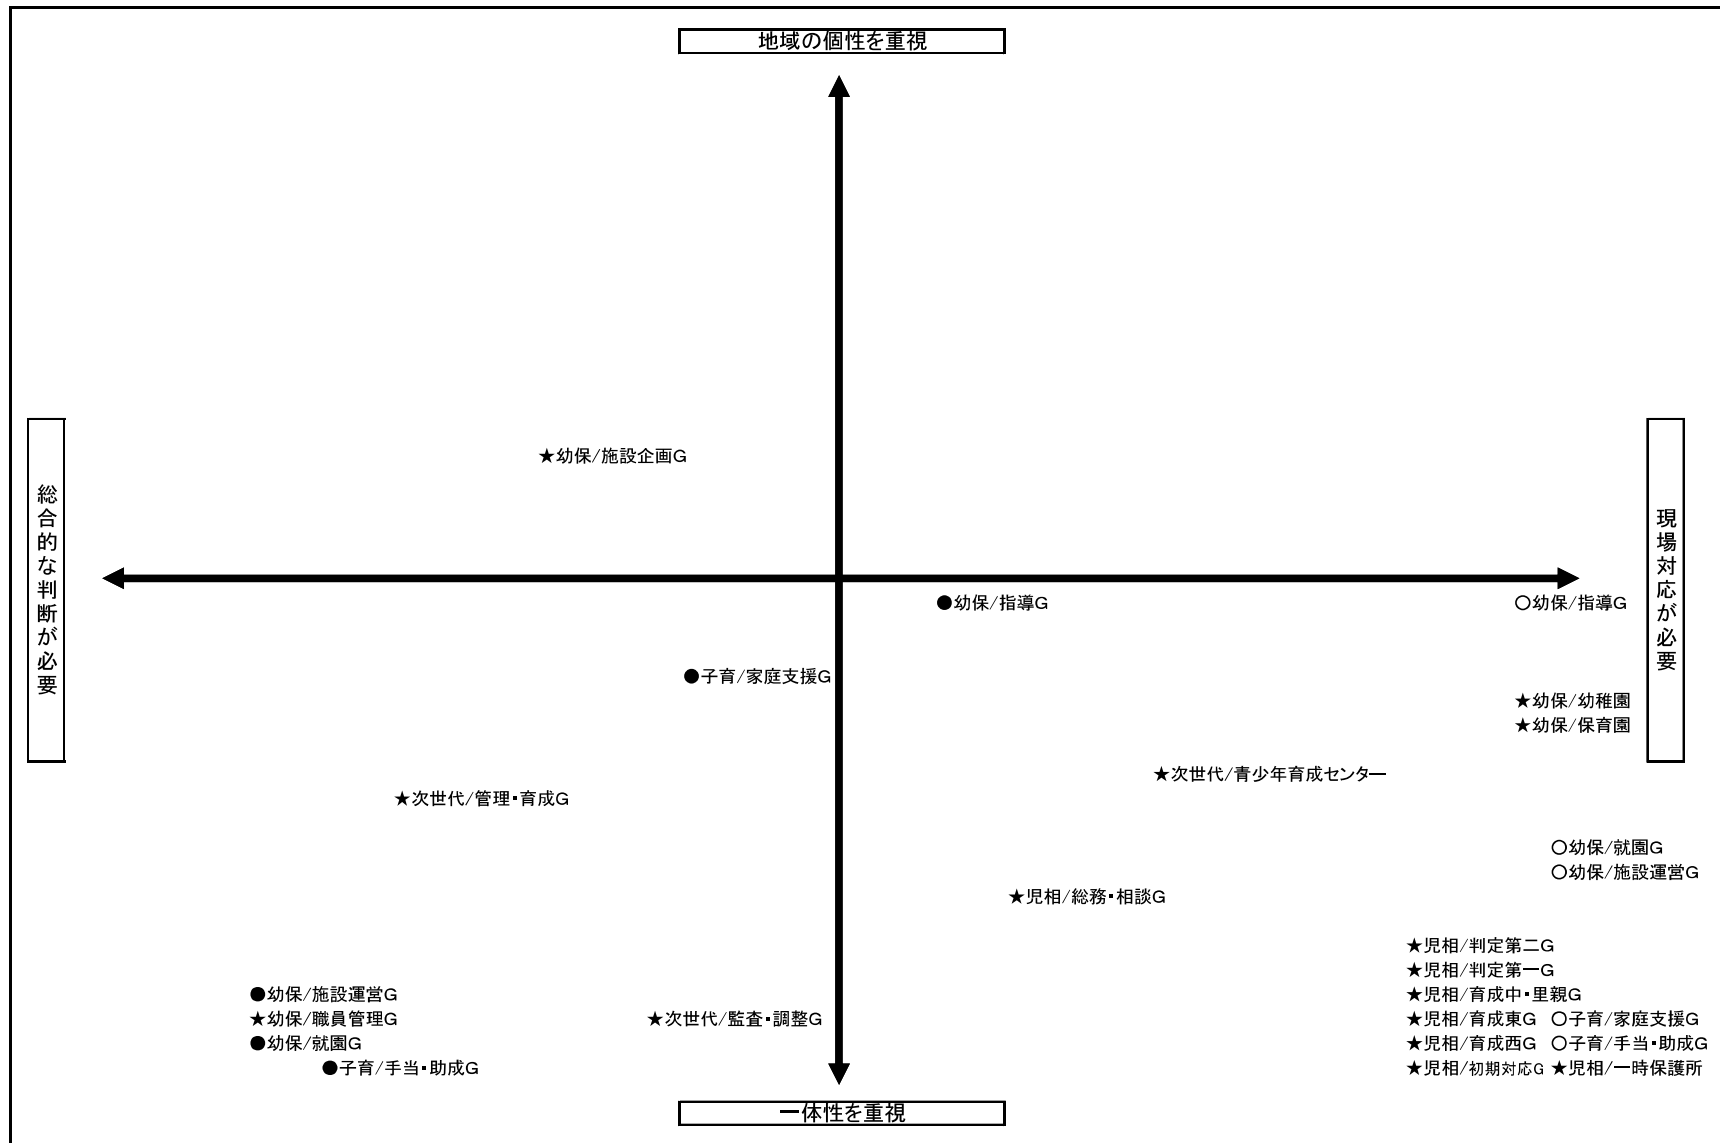 地域の個性を重視
★幼保/施設企画G
総合的な判断が必要
現場対応が必要
●幼保/指導G
○幼保/指導G
●子育/家庭支援G
★幼保/幼稚園
★幼保/保育園
★次世代/青少年育成センター
★次世代/管理・育成G
○幼保/就園G
○幼保/施設運営G
★児相/総務・相談G
★児相/判定第二G
★児相/判定第一G
●幼保/施設運営G
★児相/育成中・里親G
★幼保/職員管理G
★次世代/監査・調整G
★児相/育成東G ○子育/家庭支援G
●幼保/就園G
★児相/育成西G ○子育/手当・助成G
●子育/手当・助成G
★児相/初期対応G ★児相/一時保護所
一体性を重視